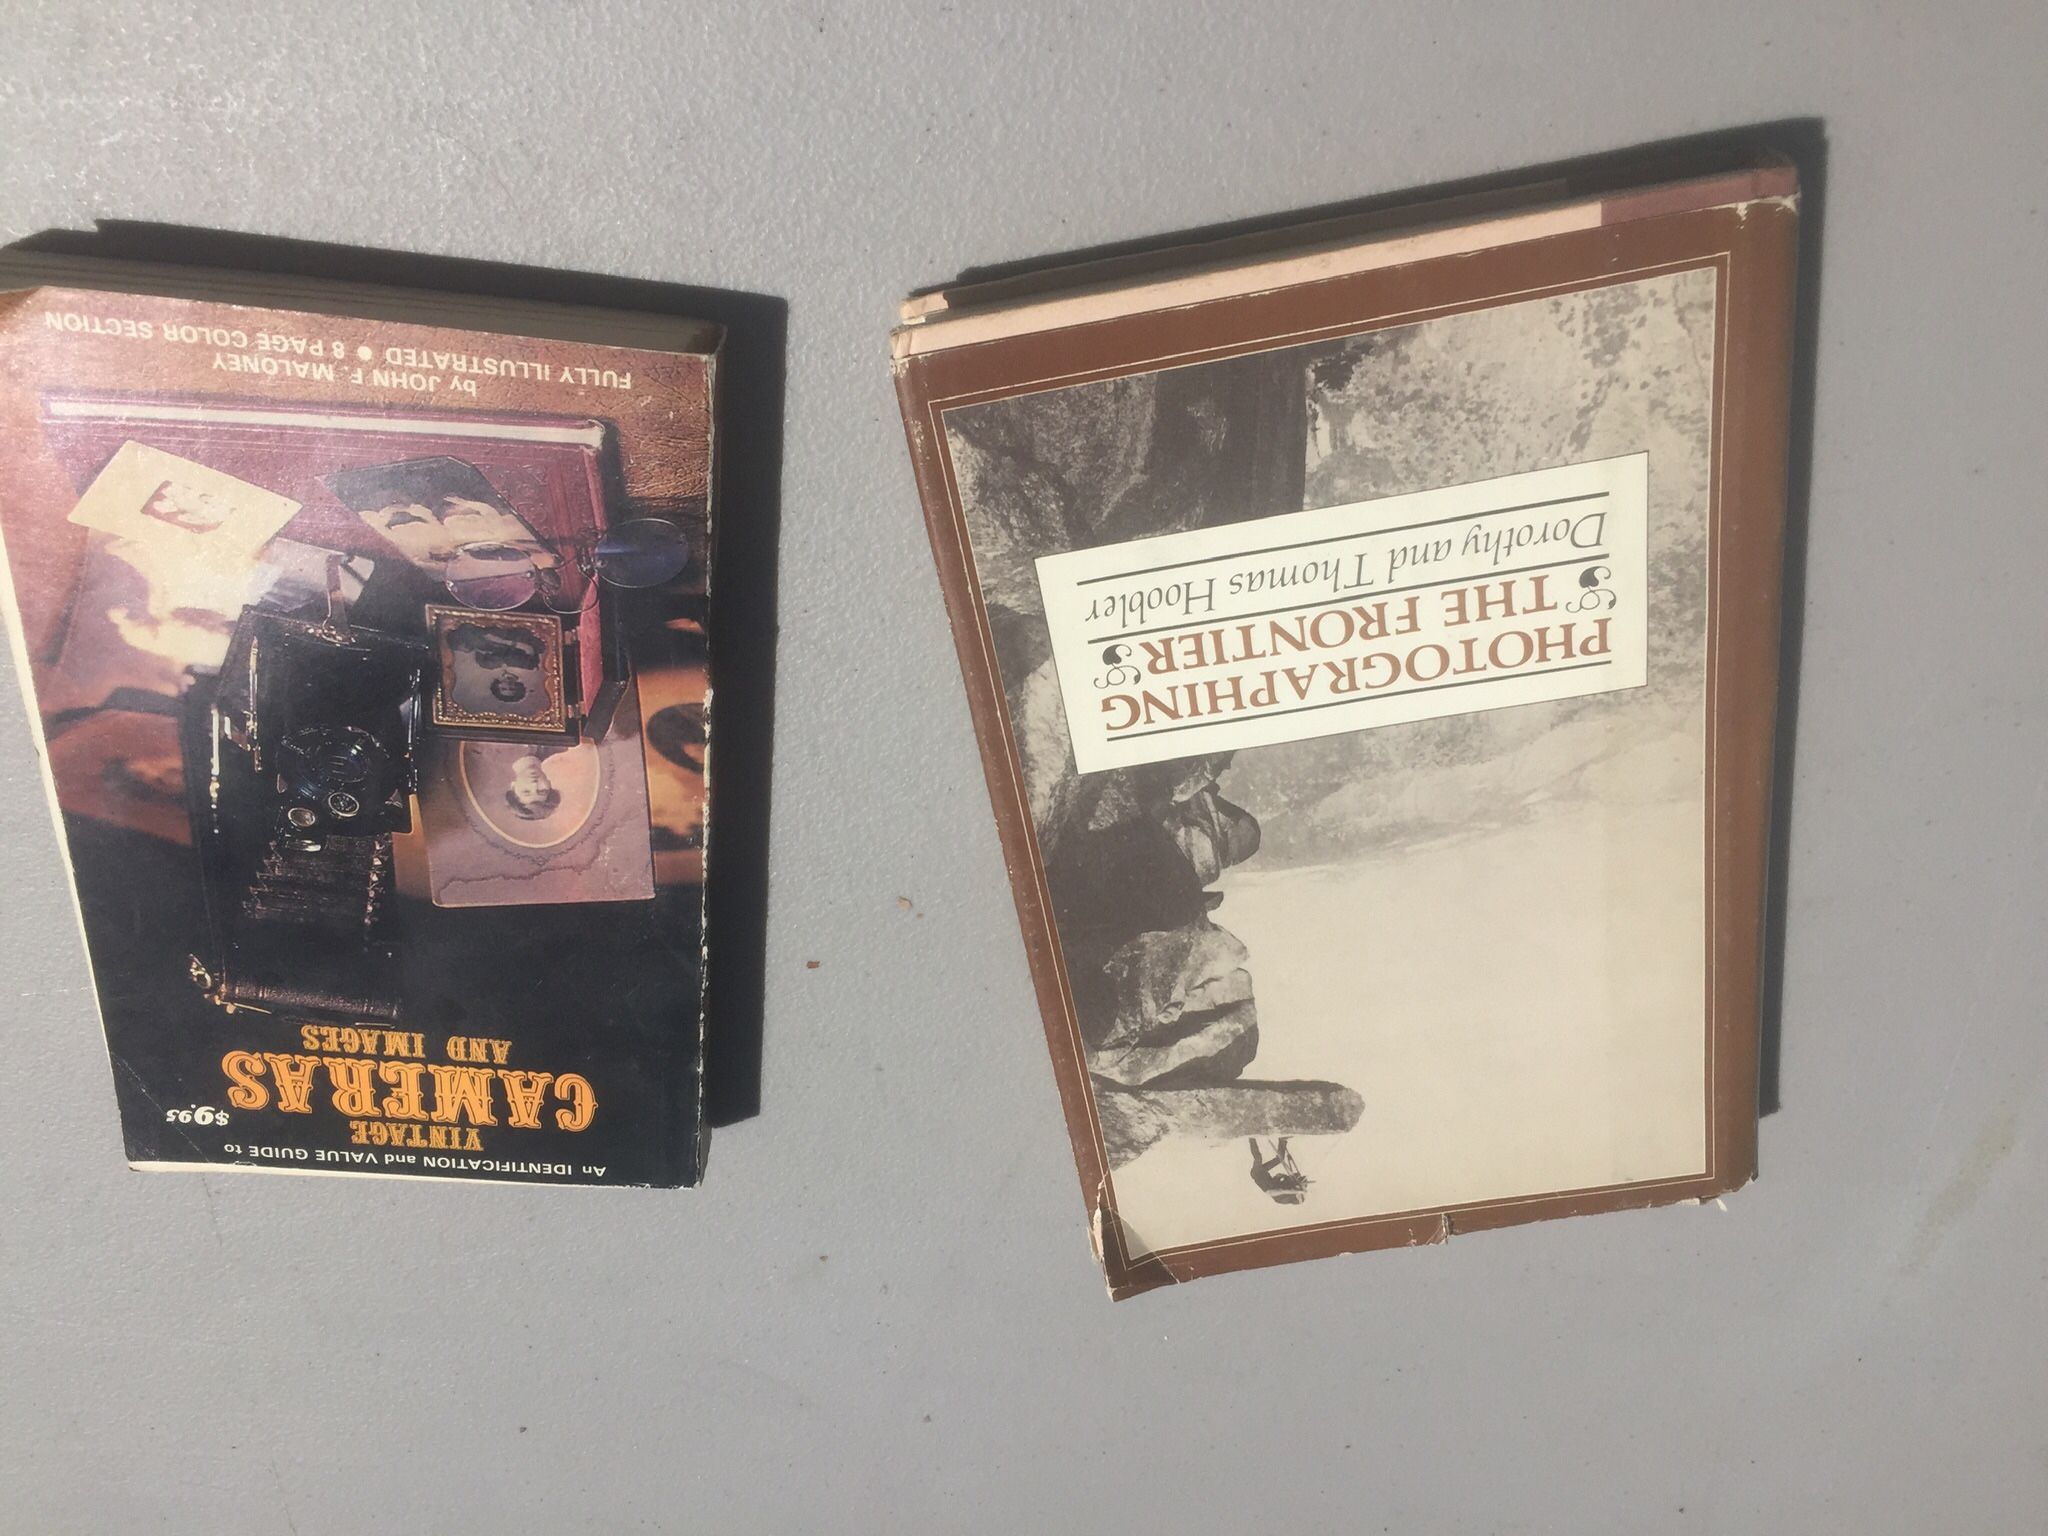 An IDENTIFICATION and VALUE GUIDE to
VINTAGE
CAMERAS
AND IMAGES
$9.95
by JOHN F. MALONEY
FULLY ILLUSTRATED ● 8 PAGE COLOR SECTION
PHOTOGRAPHING
THE FRONTIER
Dorothy and Thomas Hoobler